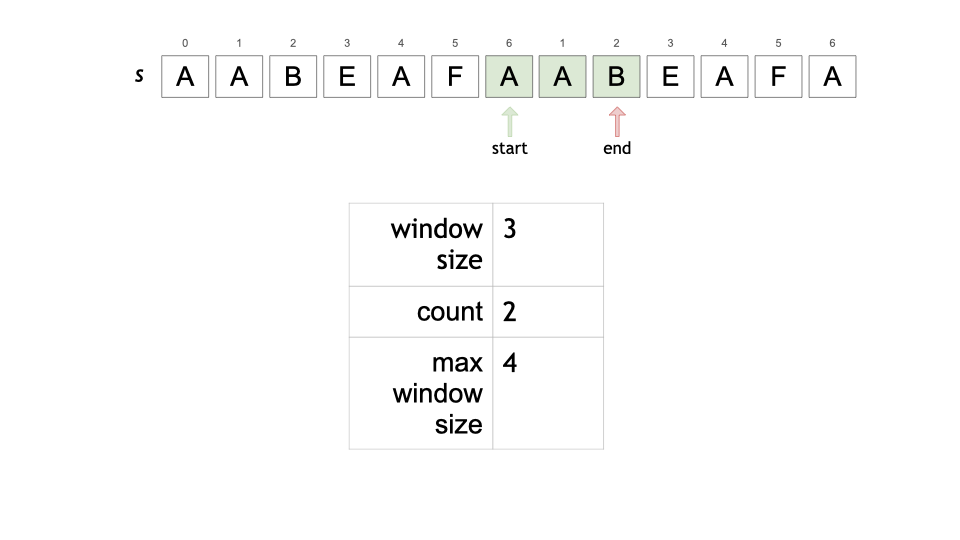 0 1 2 3 4 5 6 1 2 3 4 5 6
s A A B E A F A A B E A F A
start end
window 3
size
count 2
max 4
window
size